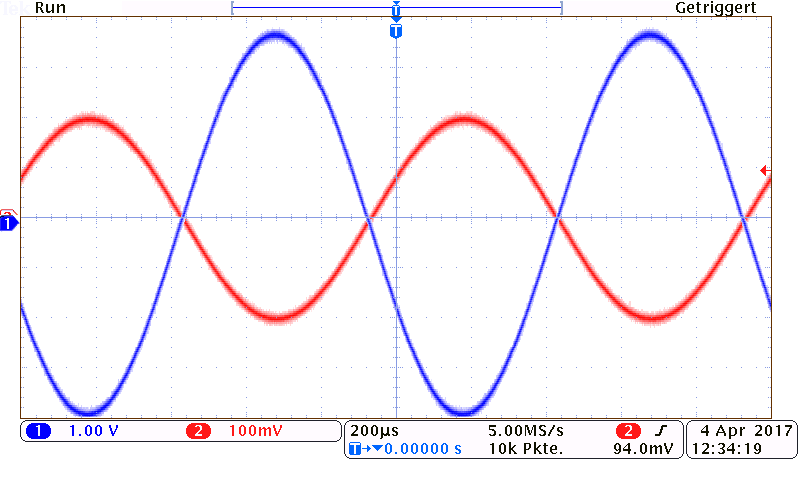 Run Getriggert
T
T
2
1
1 1.00 V 2 100mV 200µs 5.00MS/s 2 94.0mV 4 Apr 2017
T→▼0.00000 s 10k Pkte. 12:34:19